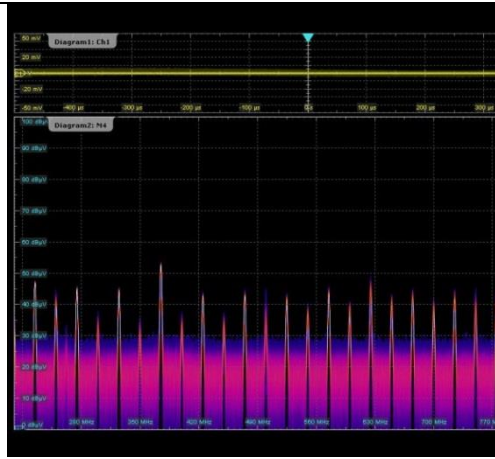 50 mV
Diagram1: Ch1
20 mV
-20 mV
-50 mV -400 µs -300 µs -200 µs -100 µs 0 s 100 µs 200 µs 300 µs
100 dBµV
Diagram2: M4
90 dBµV
80 dBµV
70 dBµV
60 dBµV
50 dBµV
40 dBµV
30 dBµV
20 dBµV
10 dBµV
0 dBµV 280 MHz 350 MHz 420 MHz 490 MHz 560 MHz 630 MHz 700 MHz 770